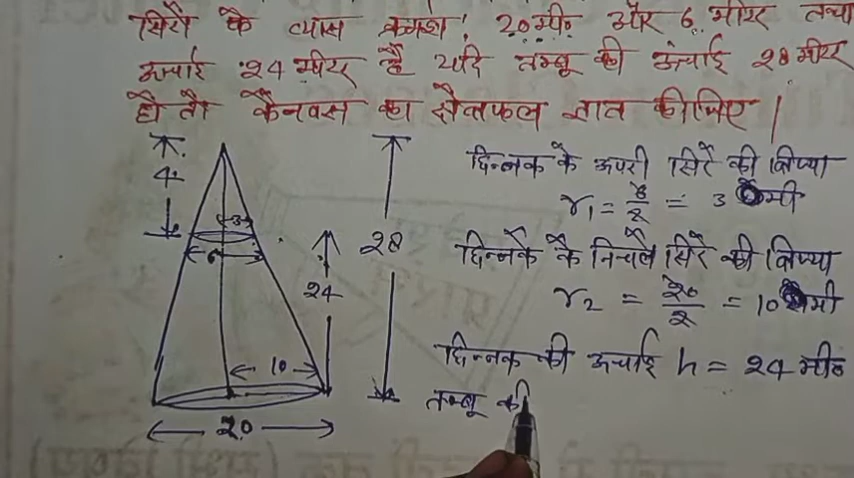 सिरों के व्यास क्रमशः 20 मी० और 6 मीटर तथा
ऊचाई 24 मीटर है यदि तम्बू की ऊंचाई 28 मीटर
हो तो कैनवस का क्षेत्रफल ज्ञात कीजिए |
4
3
6
24
28
10
20
छिन्नक के ऊपरी सिरे की त्रिज्या
r₁ = 6/2 = 3 मी
छिन्नक के निचले सिरे की त्रिज्या
r₂ = 20/2 = 10 मी
छिन्नक की ऊचाई h = 24 मी०
तम्बू की